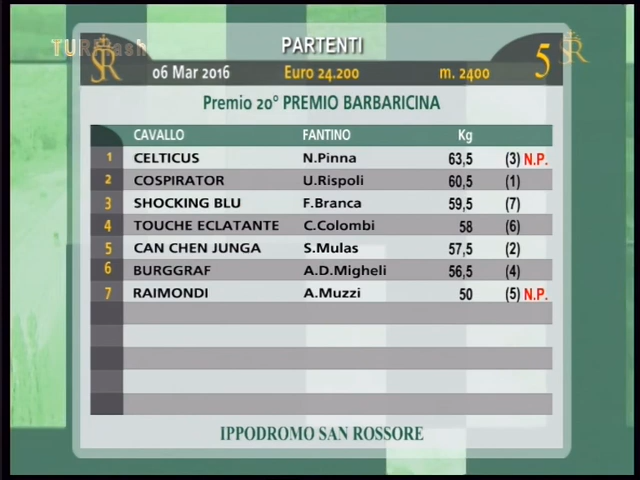 TURFlash
PARTENTI
SR
5
SR
06 Mar 2016 Euro 24.200 m. 2400
Premio 20° PREMIO BARBARICINA
CAVALLO FANTINO Kg
1 CELTICUS N.Pinna 63,5 (3) N.P.
2 COSPIRATOR U.Rispoli 60,5 (1)
3 SHOCKING BLU F.Branca 59,5 (7)
4 TOUCHE ECLATANTE C.Colombi 58 (6)
5 CAN CHEN JUNGA S.Mulas 57,5 (2)
6 BURGGRAF A.D.Migheli 56,5 (4)
7 RAIMONDI A.Muzzi 50 (5) N.P.
IPPODROMO SAN ROSSORE